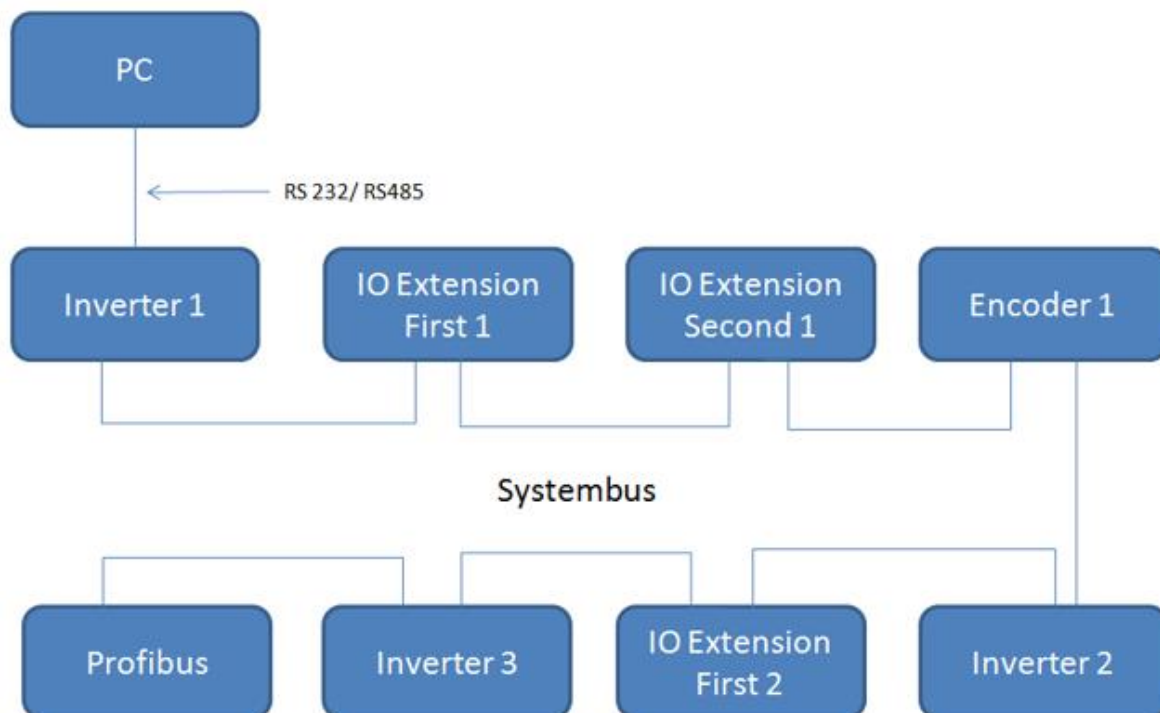 PC
RS 232/ RS485
Inverter 1
IO Extension
First 1
IO Extension
Second 1
Encoder 1
Systembus
Profibus
Inverter 3
IO Extension
First 2
Inverter 2